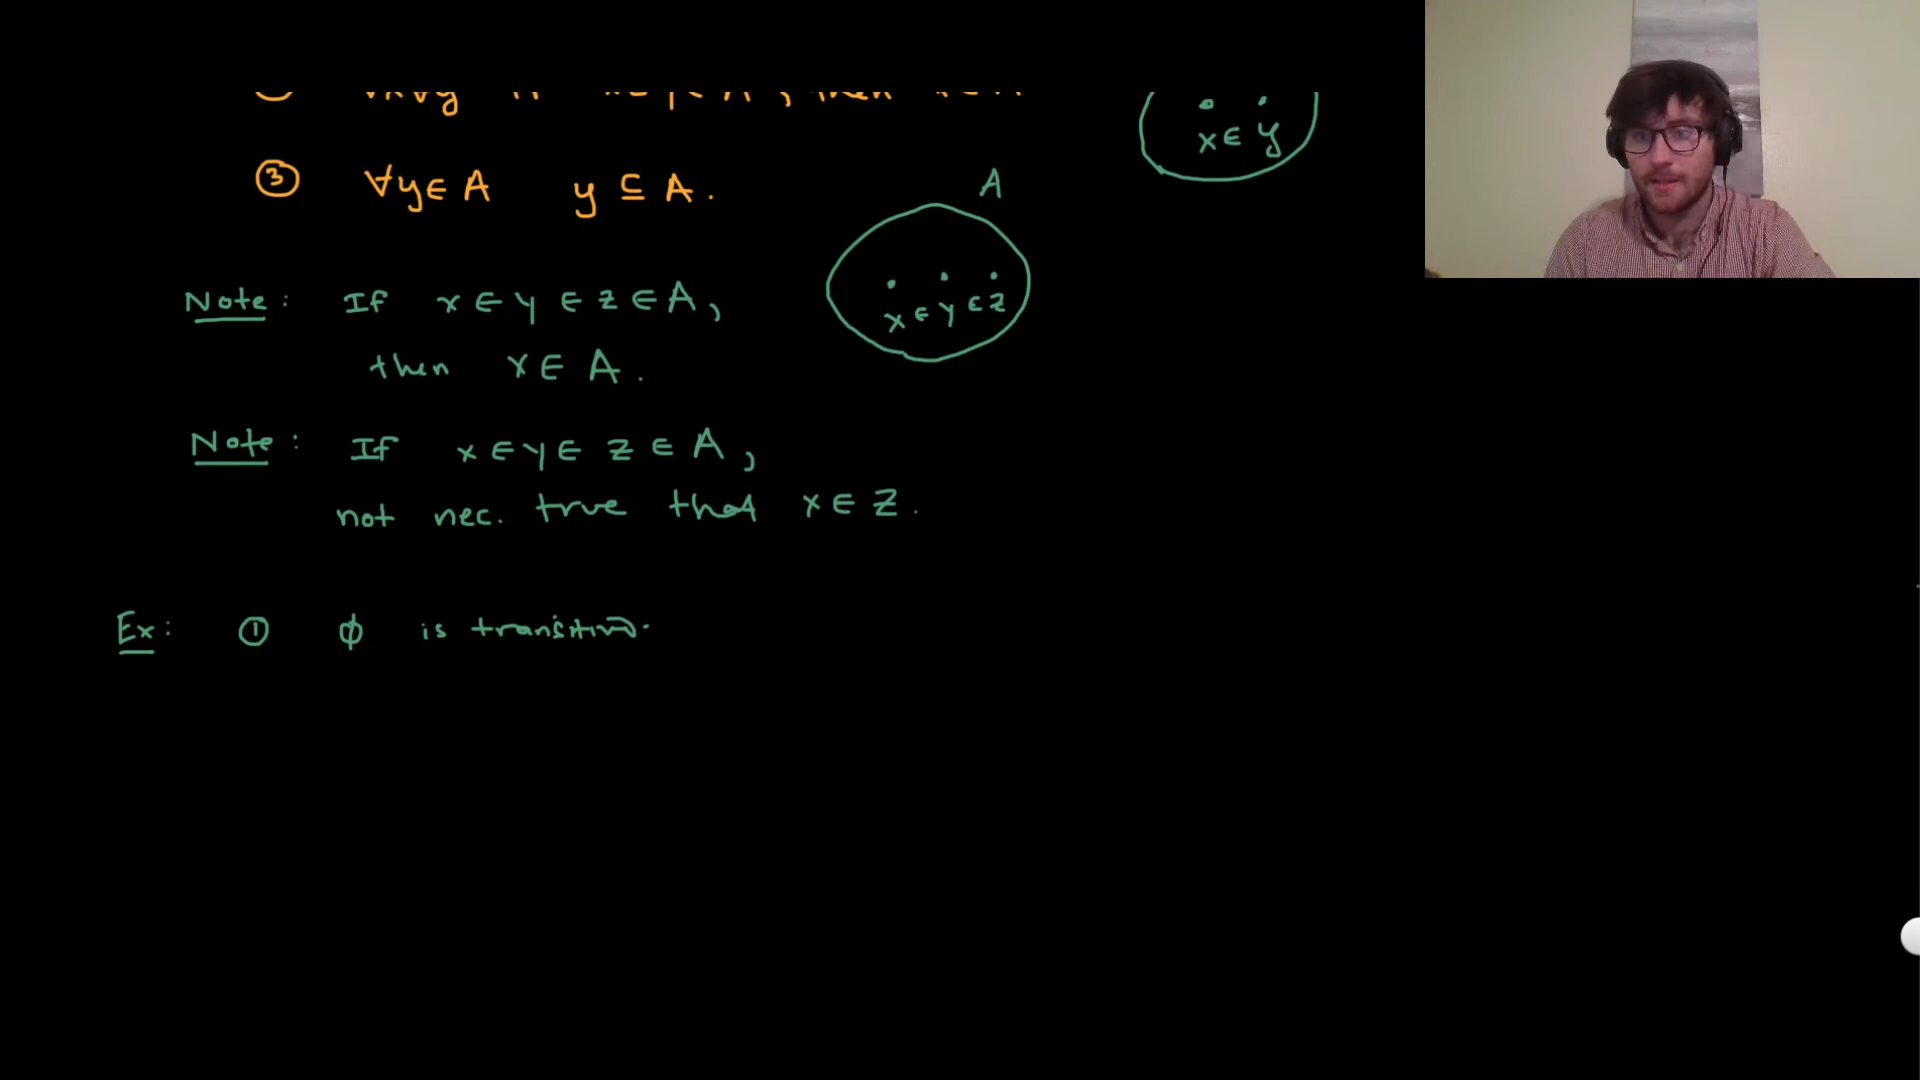 ③ ∀y ∈ A y ⊆ A.
A
x ∈ y
Note: If x ∈ y ∈ z ∈ A,
then x ∈ A.
x ∈ y ∈ z
Note: If x ∈ y ∈ z ∈ A,
not nec. true that x ∈ z.
Ex: ① ϕ is transitive.